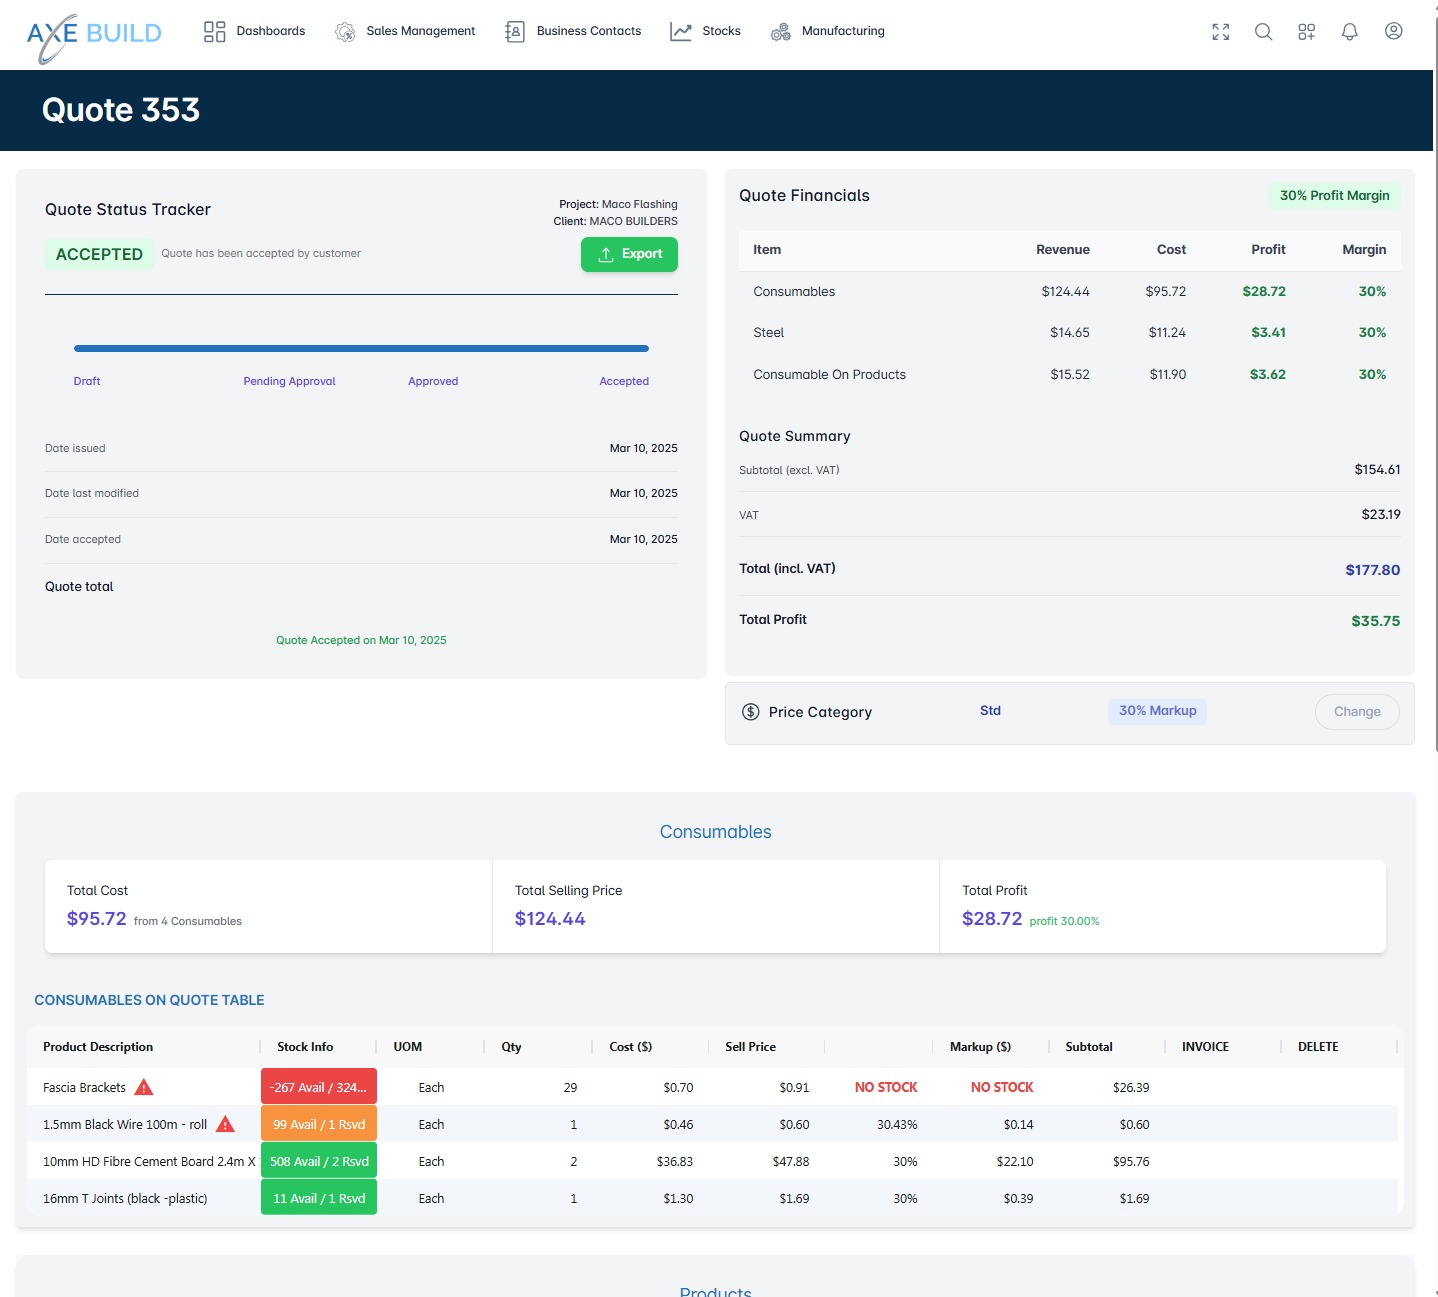 AXE BUILD
Dashboards
Sales Management
Business Contacts
Stocks
Manufacturing
Quote 353
Quote Status Tracker
Project: Maco Flashing
Client: MACO BUILDERS
ACCEPTED
Quote has been accepted by customer
Export
Draft
Pending Approval
Approved
Accepted
Date issued Mar 10, 2025
Date last modified Mar 10, 2025
Date accepted Mar 10, 2025
Quote total
Quote Accepted on Mar 10, 2025
Quote Financials
30% Profit Margin
Item Revenue Cost Profit Margin
Consumables $124.44 $95.72 $28.72 30%
Steel $14.65 $11.24 $3.41 30%
Consumable On Products $15.52 $11.90 $3.62 30%
Quote Summary
Subtotal (excl. VAT) $154.61
VAT $23.19
Total (incl. VAT) $177.80
Total Profit $35.75
Price Category Std 30% Markup Change
Consumables
Total Cost
$95.72 from 4 Consumables
Total Selling Price
$124.44
Total Profit
$28.72 profit 30.00%
CONSUMABLES ON QUOTE TABLE
Product Description Stock Info UOM Qty Cost ($) Sell Price Markup ($) Subtotal INVOICE DELETE
Fascia Brackets -267 Avail / 324... Each 29 $0.70 $0.91 NO STOCK NO STOCK $26.39
1.5mm Black Wire 100m - roll 99 Avail / 1 Rsvd Each 1 $0.46 $0.60 30.43% $0.14 $0.60
10mm HD Fibre Cement Board 2.4m X 508 Avail / 2 Rsvd Each 2 $36.83 $47.88 30% $22.10 $95.76
16mm T Joints (black -plastic) 11 Avail / 1 Rsvd Each 1 $1.30 $1.69 30% $0.39 $1.69
Products